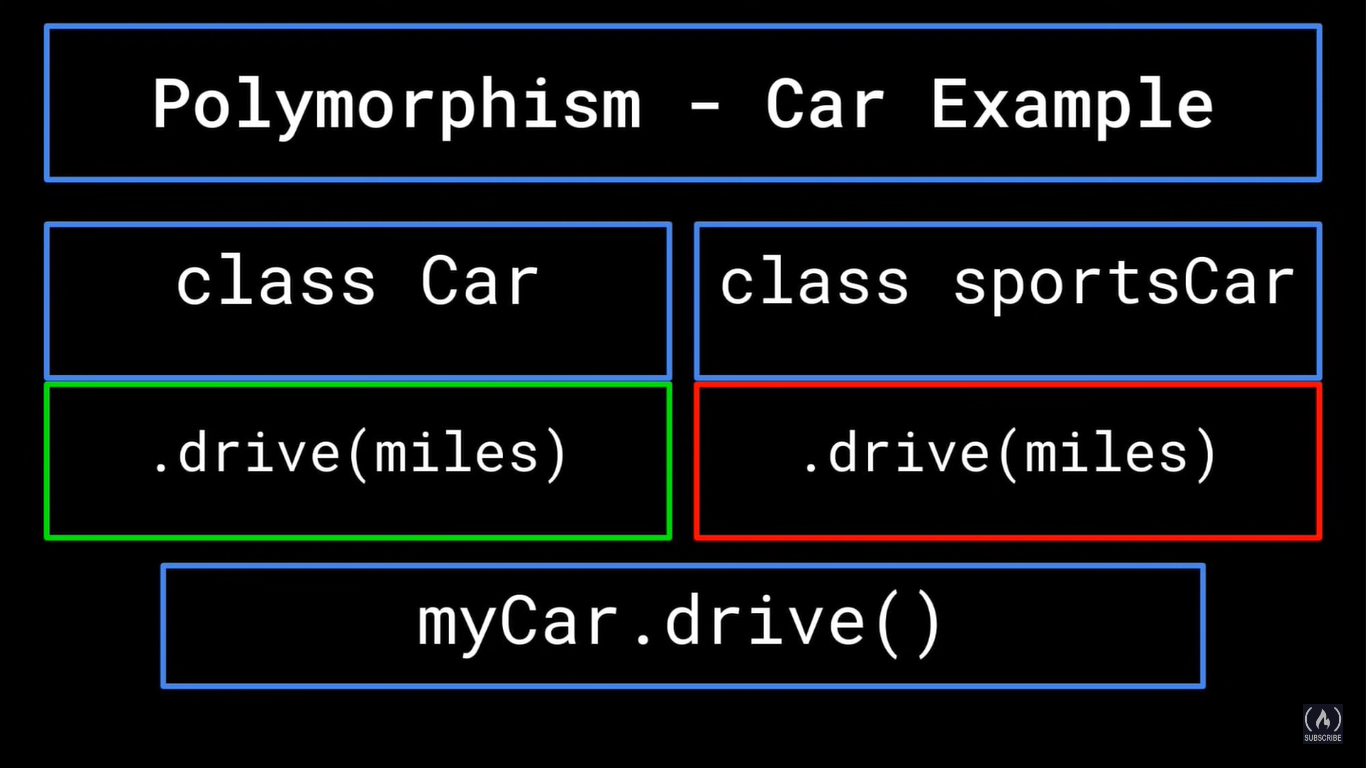 Polymorphism - Car Example
class Car
class sportsCar
.drive(miles)
.drive(miles)
myCar.drive()
SUBSCRIBE